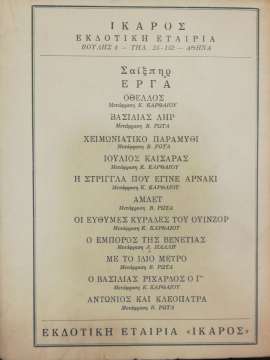 ΙΚΑΡΟΣ
ΕΚΔΟΤΙΚΗ ΕΤΑΙΡΙΑ
ΒΟΥΛΗΣ 4 — ΤΗΛ. 25-152 — ΑΘΗΝΑ
Σαίξπηρ
ΕΡΓΑ
ΟΘΕΛΛΟΣ
Μετάφραση Κ. ΚΑΡΘΑΙΟΥ
ΒΑΣΙΛΙΑΣ ΛΗΡ
Μετάφραση Β. ΡΩΤΑ
ΧΕΙΜΩΝΙΑΤΙΚΟ ΠΑΡΑΜΥΘΙ
Μετάφραση Β. ΡΩΤΑ
ΙΟΥΛΙΟΣ ΚΑΙΣΑΡΑΣ
Μετάφραση Κ. ΚΑΡΘΑΙΟΥ
Η ΣΤΡΙΓΓΛΑ ΠΟΥ ΕΓΙΝΕ ΑΡΝΑΚΙ
Μετάφραση Κ. ΚΑΡΘΑΙΟΥ
ΑΜΛΕΤ
Μετάφραση Β. ΡΩΤΑ
ΟΙ ΕΥΘΥΜΕΣ ΚΥΡΑΔΕΣ ΤΟΥ ΟΥΙΝΖΟΡ
Μετάφραση Κ. ΚΑΡΘΑΙΟΥ
Ο ΕΜΠΟΡΟΣ ΤΗΣ ΒΕΝΕΤΙΑΣ
Μετάφραση Α. ΠΑΛΛΗ
ΜΕ ΤΟ ΙΔΙΟ ΜΕΤΡΟ
Μετάφραση Β. ΡΩΤΑ
Ο ΒΑΣΙΛΙΑΣ ΡΙΧΑΡΔΟΣ Ο Γ'
Μετάφραση Κ. ΚΑΡΘΑΙΟΥ
ΑΝΤΩΝΙΟΣ ΚΑΙ ΚΛΕΟΠΑΤΡΑ
Μετάφραση Β. ΡΩΤΑ
ΕΚΔΟΤΙΚΗ ΕΤΑΙΡΙΑ «ΙΚΑΡΟΣ»